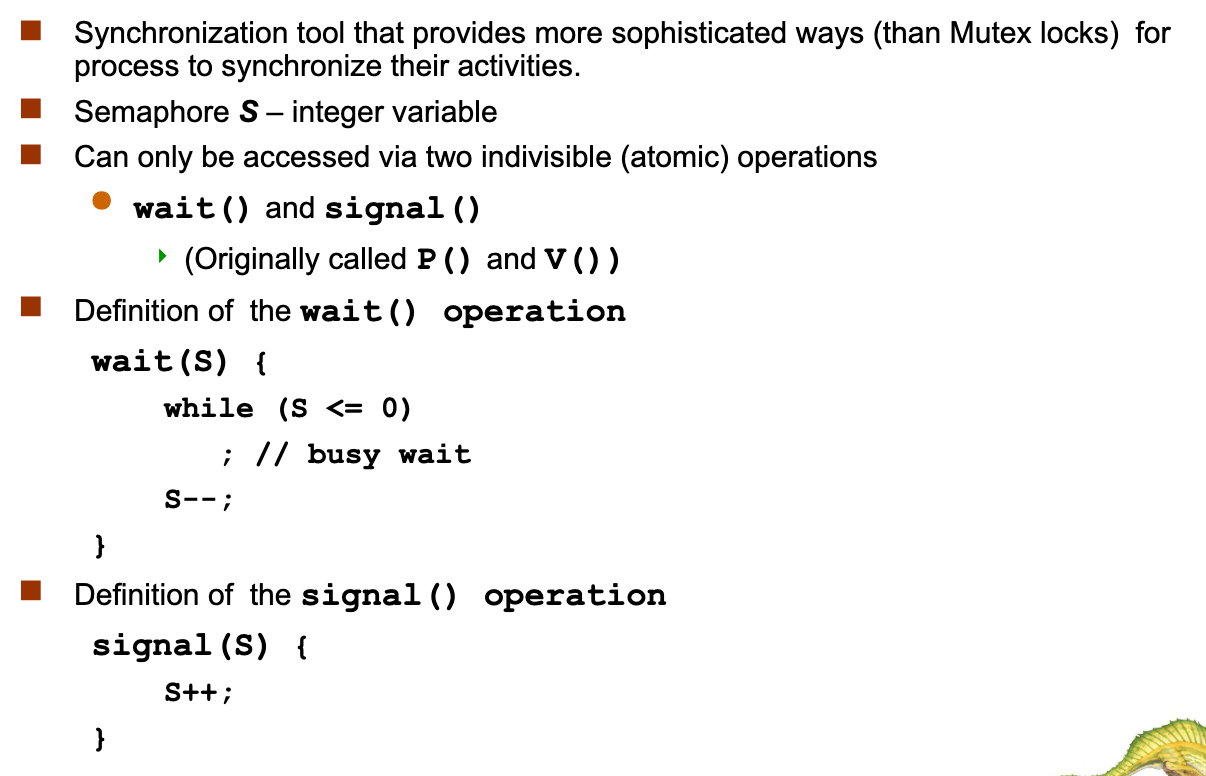 Synchronization tool that provides more sophisticated ways (than Mutex locks)  for
process to synchronize their activities.
Semaphore S – integer variable
Can only be accessed via two indivisible (atomic) operations
wait() and signal()
(Originally called P() and V())
Definition of  the wait() operation
wait(S) {
while (S <= 0)
; // busy wait
S--;
}
Definition of  the signal() operation
signal(S) {
S++;
}